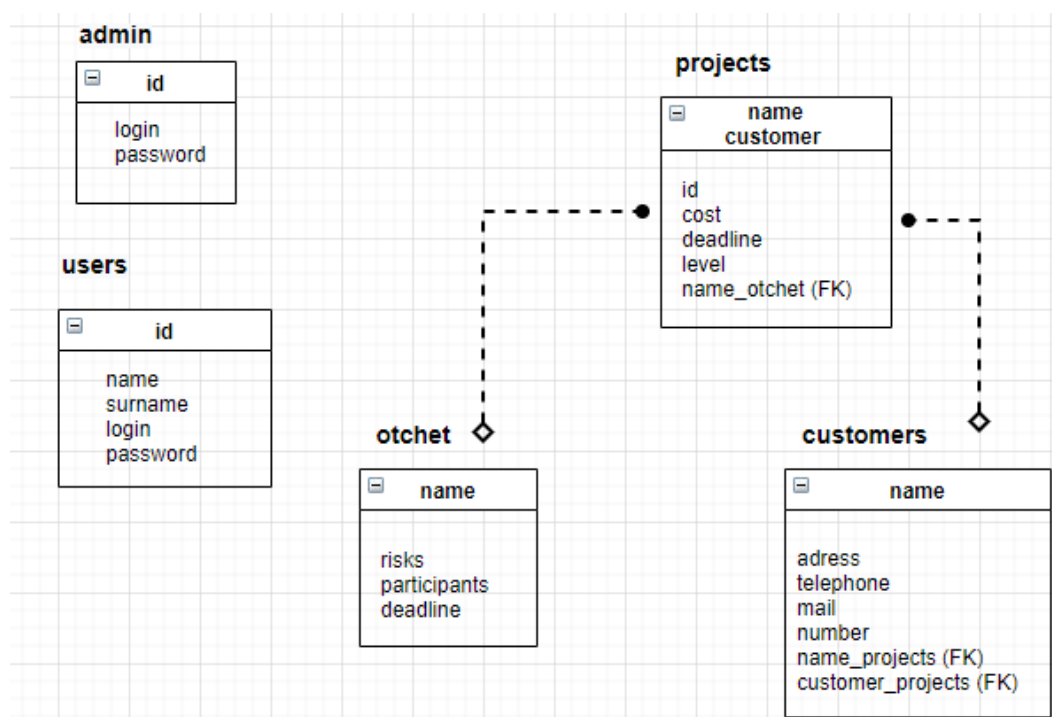 admin
id
login
password
users
id
name
surname
login
password
projects
name
customer
id
cost
deadline
level
name_otchet (FK)
otchet
name
risks
participants
deadline
customers
name
adress
telephone
mail
number
name_projects (FK)
customer_projects (FK)